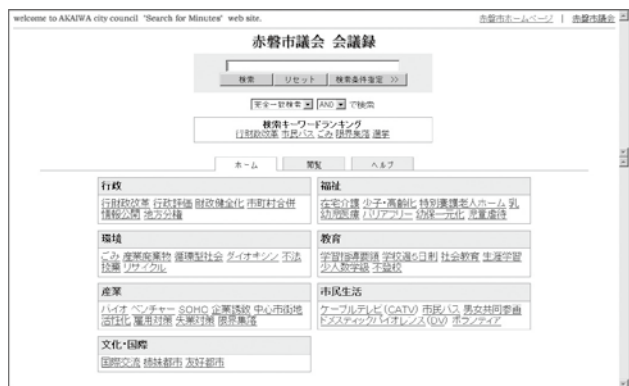 welcome to AKAIWA city council "Search for Minutes" web site.
赤磐市ホームページ | 赤磐市議会
赤磐市議会 会議録
検索 リセット 検索条件指定 >>
完全一致検索 AND で検索
検索キーワードランキング
行財政改革 市民バス ごみ 限界集落 選挙
ホーム 閲覧 ヘルプ
行政
行財政改革 行政評価 財政健全化 市町村合併
情報公開 地方分権
福祉
在宅介護 少子・高齢化 特別養護老人ホーム 乳
幼児医療 バリアフリー 幼保一元化 児童虐待
環境
ごみ 産業廃棄物 循環型社会 ダイオキシン 不法
投棄 リサイクル
教育
学習指導要領 学校週5日制 社会教育 生涯学習
少人数学級 不登校
産業
バイオ ベンチャー SOHO 企業誘致 中心市街地
活性化 雇用対策 失業対策 限界集落
市民生活
ケーブルテレビ(CATV) 市民バス 男女共同参画
ドメスティックバイオレンス(DV) ボランティア
文化・国際
国際交流 姉妹都市 友好都市